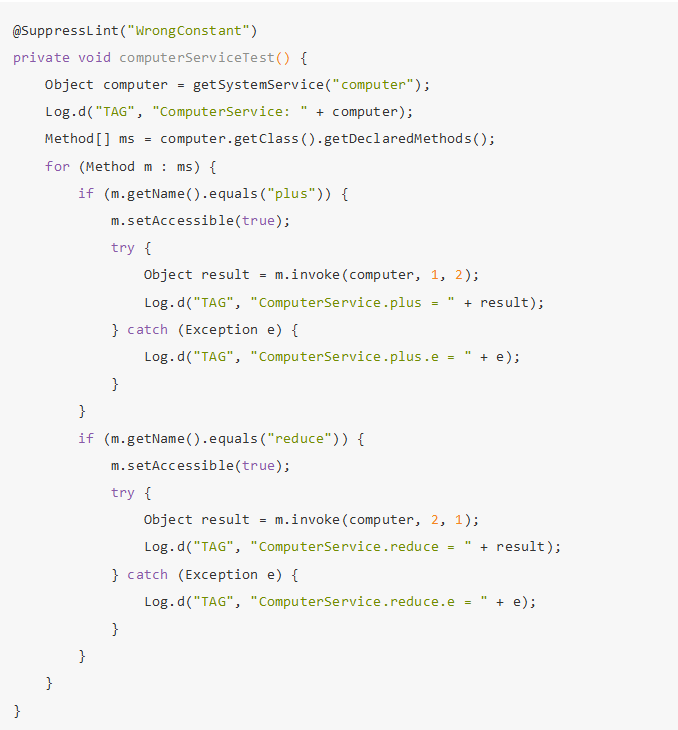 @SuppressLint("WrongConstant")
private void computerServiceTest() {
    Object computer = getSystemService("computer");
    Log.d("TAG", "ComputerService: " + computer);
    Method[] ms = computer.getClass().getDeclaredMethods();
    for (Method m : ms) {
        if (m.getName().equals("plus")) {
            m.setAccessible(true);
            try {
                Object result = m.invoke(computer, 1, 2);
                Log.d("TAG", "ComputerService.plus = " + result);
            } catch (Exception e) {
                Log.d("TAG", "ComputerService.plus.e = " + e);
            }
        }
        if (m.getName().equals("reduce")) {
            m.setAccessible(true);
            try {
                Object result = m.invoke(computer, 2, 1);
                Log.d("TAG", "ComputerService.reduce = " + result);
            } catch (Exception e) {
                Log.d("TAG", "ComputerService.reduce.e = " + e);
            }
        }
    }
}